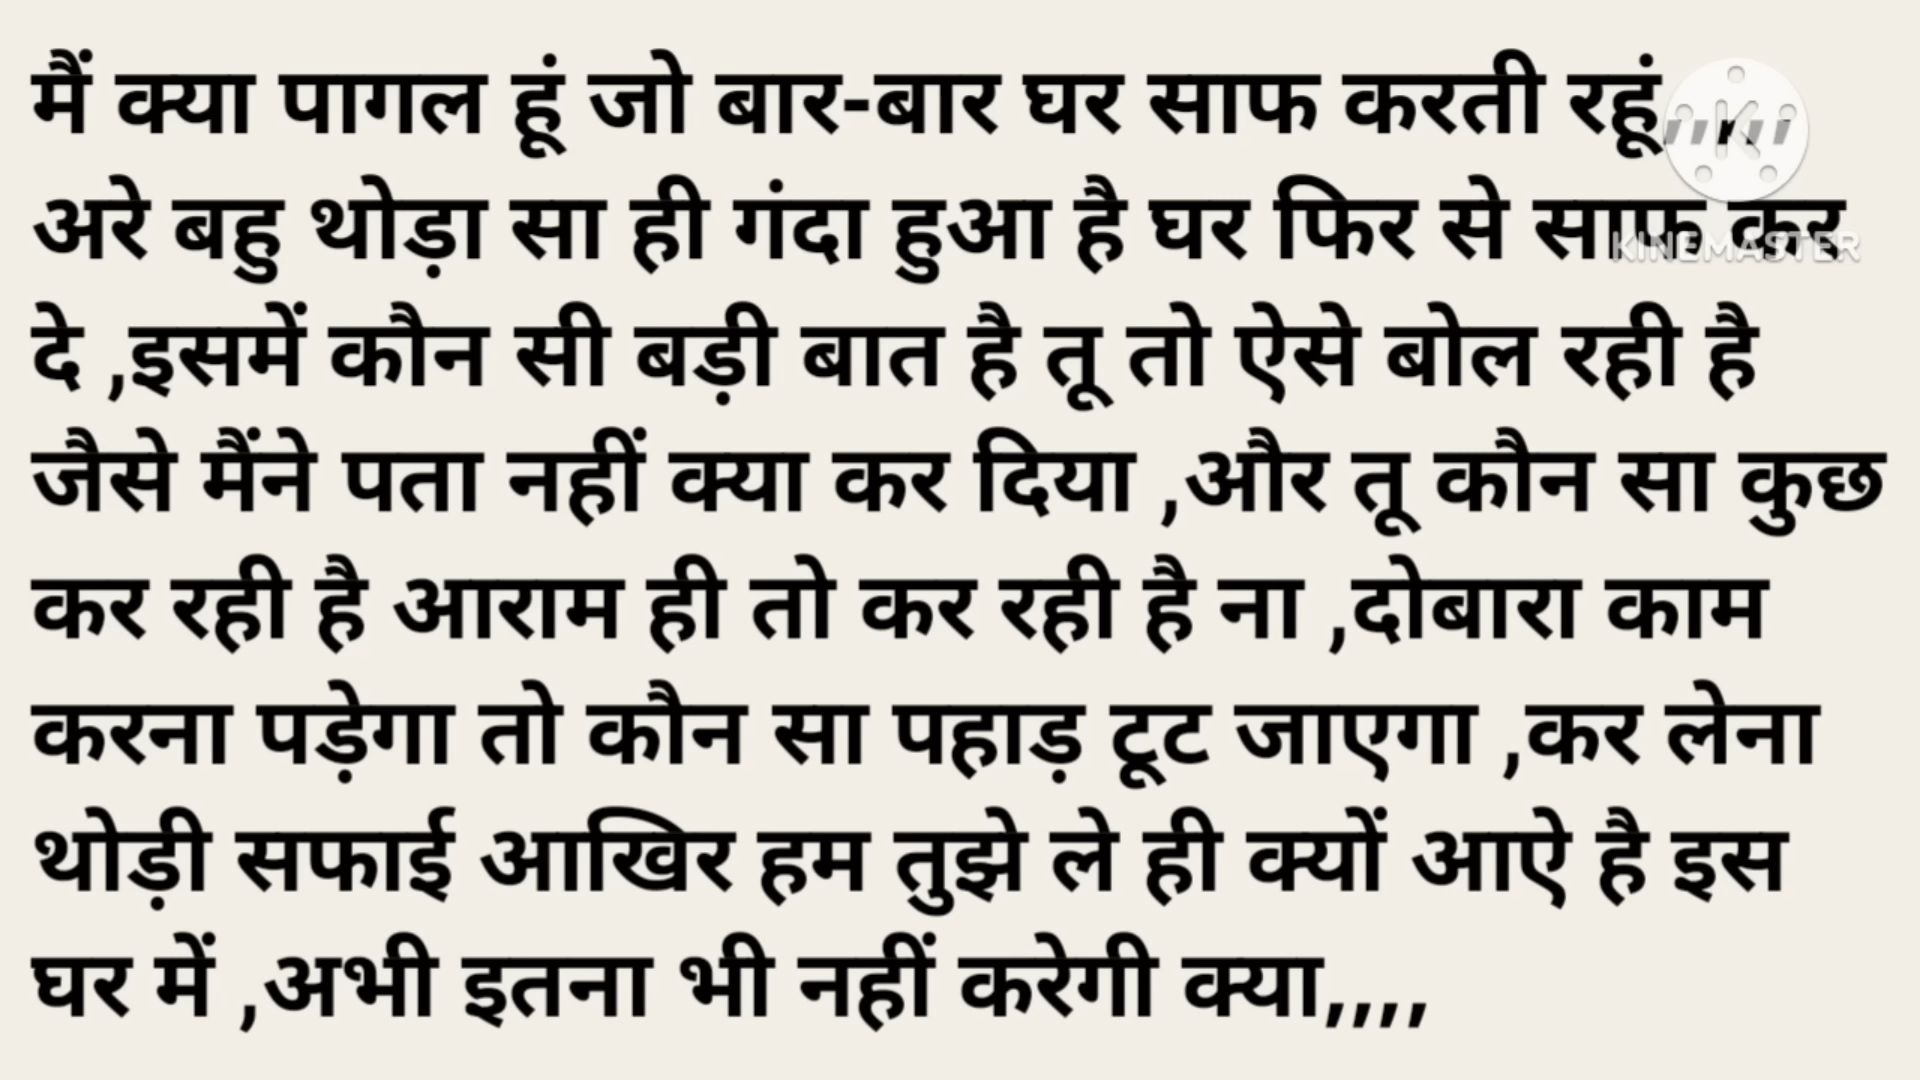 मैं क्या पागल हूं जो बार-बार घर साफ करती रहूं,,,,,
अरे बहु थोड़ा सा ही गंदा हुआ है घर फिर से साफ कर
दे ,इसमें कौन सी बड़ी बात है तू तो ऐसे बोल रही है
जैसे मैंने पता नहीं क्या कर दिया ,और तू कौन सा कुछ
कर रही है आराम ही तो कर रही है ना ,दोबारा काम
करना पड़ेगा तो कौन सा पहाड़ टूट जाएगा ,कर लेना
थोड़ी सफाई आखिर हम तुझे ले ही क्यों आऐ है इस
घर में ,अभी इतना भी नहीं करेगी क्या,,,,
K
KINEMASTER